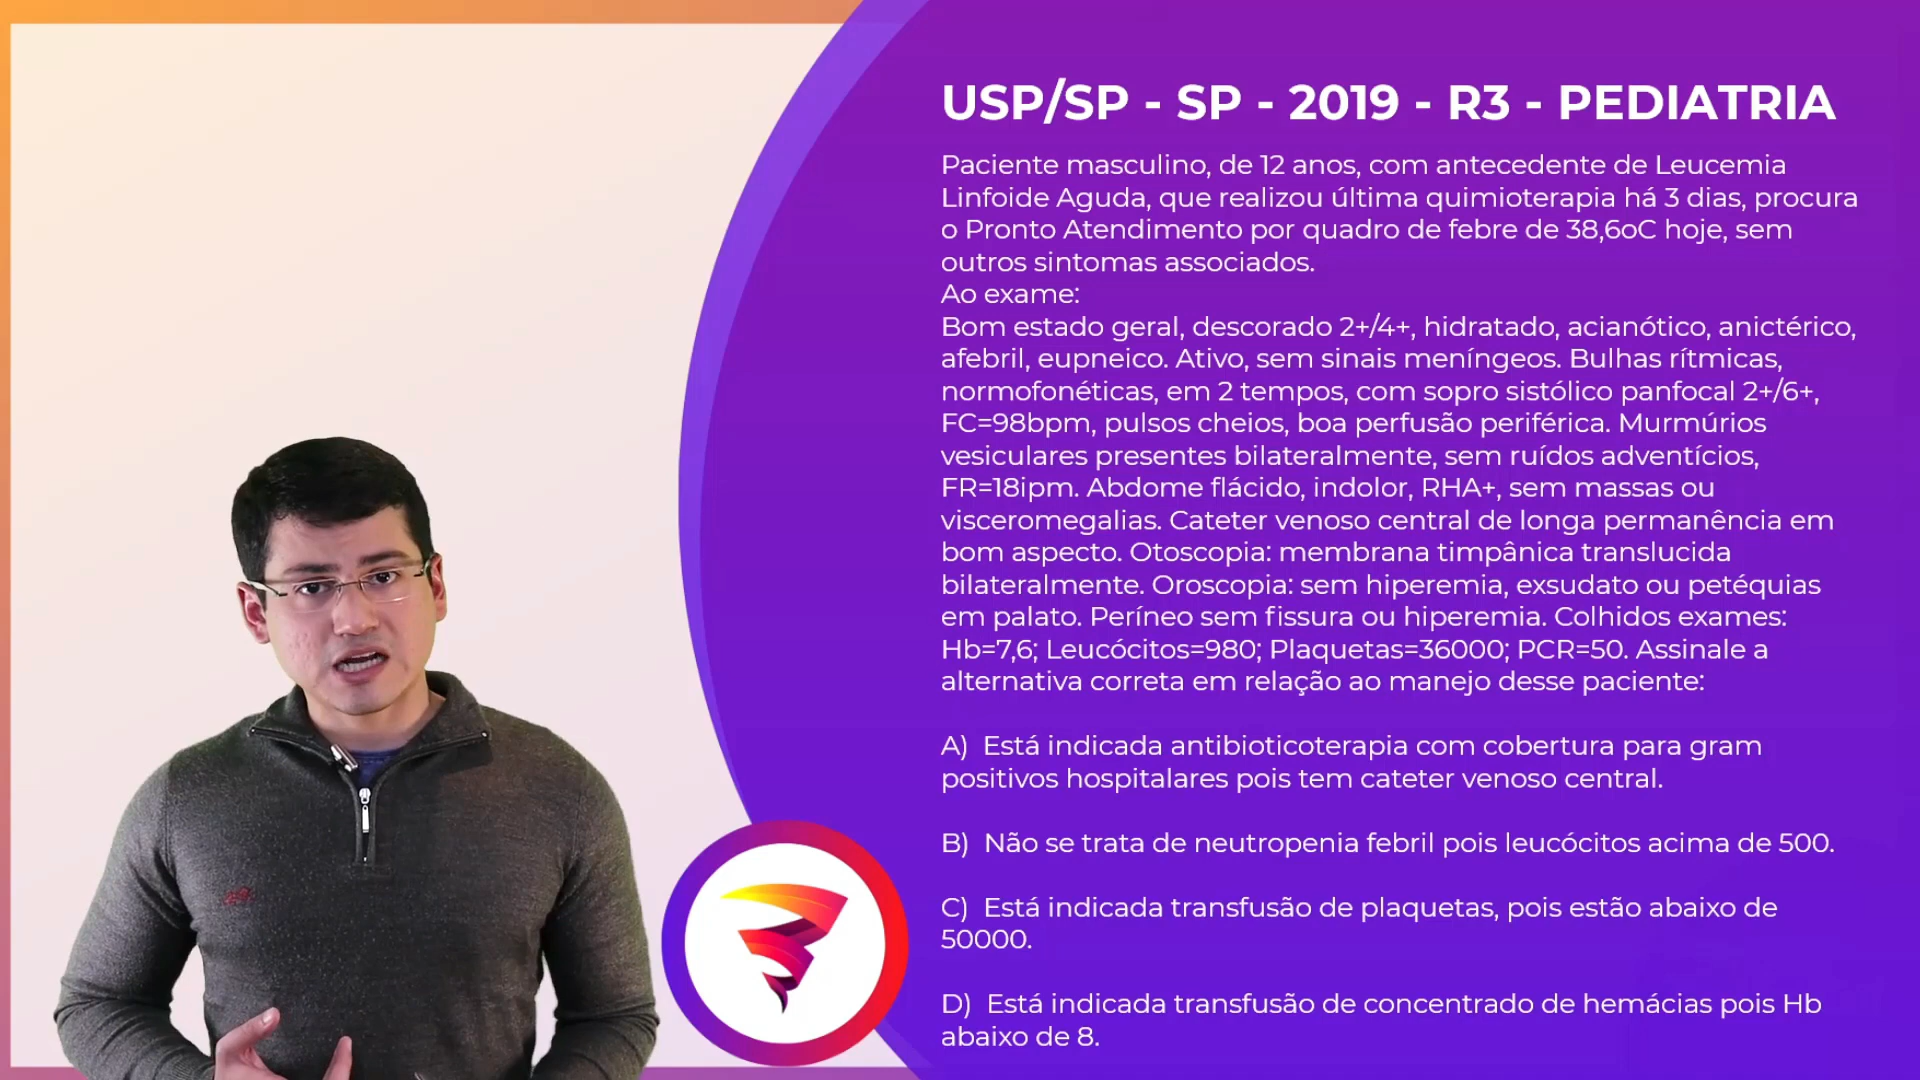 USP/SP - SP - 2019 - R3 - PEDIATRIA
Paciente masculino, de 12 anos, com antecedente de Leucemia
Linfoide Aguda, que realizou última quimioterapia há 3 dias, procura
o Pronto Atendimento por quadro de febre de 38,6oC hoje, sem
outros sintomas associados.
Ao exame:
Bom estado geral, descorado 2+/4+, hidratado, acianótico, anictérico,
afebril, eupneico. Ativo, sem sinais meníngeos. Bulhas rítmicas,
normofonéticas, em 2 tempos, com sopro sistólico panfocal 2+/6+,
FC=98bpm, pulsos cheios, boa perfusão periférica. Murmúrios
vesiculares presentes bilateralmente, sem ruídos adventícios,
FR=18ipm. Abdome flácido, indolor, RHA+, sem massas ou
visceromegalias. Cateter venoso central de longa permanência em
bom aspecto. Otoscopia: membrana timpânica translucida
bilateralmente. Oroscopia: sem hiperemia, exsudato ou petéquias
em palato. Períneo sem fissura ou hiperemia. Colhidos exames:
Hb=7,6; Leucócitos=980; Plaquetas=36000; PCR=50. Assinale a
alternativa correta em relação ao manejo desse paciente:
A) Está indicada antibioticoterapia com cobertura para gram
positivos hospitalares pois tem cateter venoso central.
B) Não se trata de neutropenia febril pois leucócitos acima de 500.
C) Está indicada transfusão de plaquetas, pois estão abaixo de
50000.
D) Está indicada transfusão de concentrado de hemácias pois Hb
abaixo de 8.